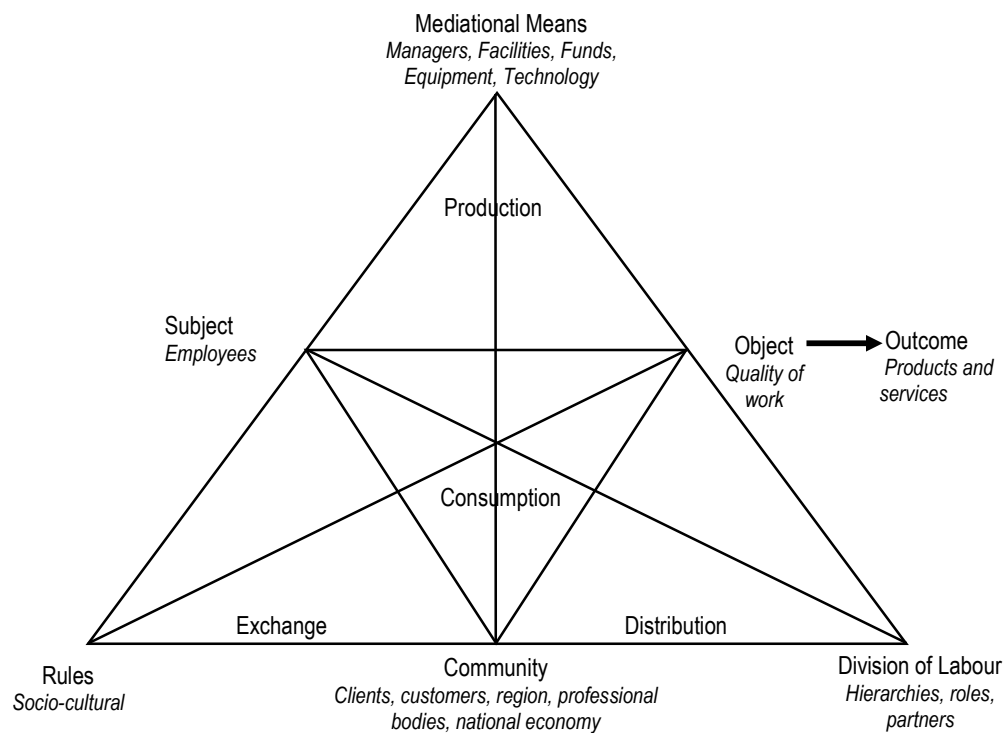 Mediational Means
Managers, Facilities, Funds,
Equipment, Technology
Production
Subject
Employees
Object
Quality of
work
Outcome
Products and
services
Consumption
Exchange
Distribution
Rules
Socio-cultural
Community
Clients, customers, region, professional
bodies, national economy
Division of Labour
Hierarchies, roles,
partners